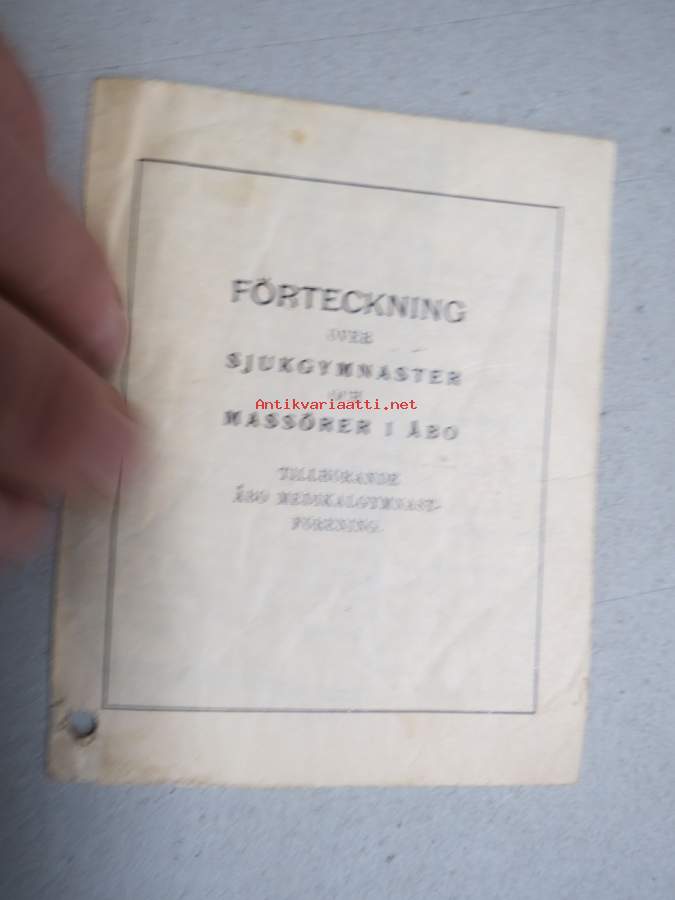 FÖRTECKNING
ÖVER
SJUKGYMNASTER
OCH
Antikvariaatti.net
MASSÖRER I ÅBO
TILLHÖRANDE
ÅBO MEDIKALGYMNAST-
FÖRENING.